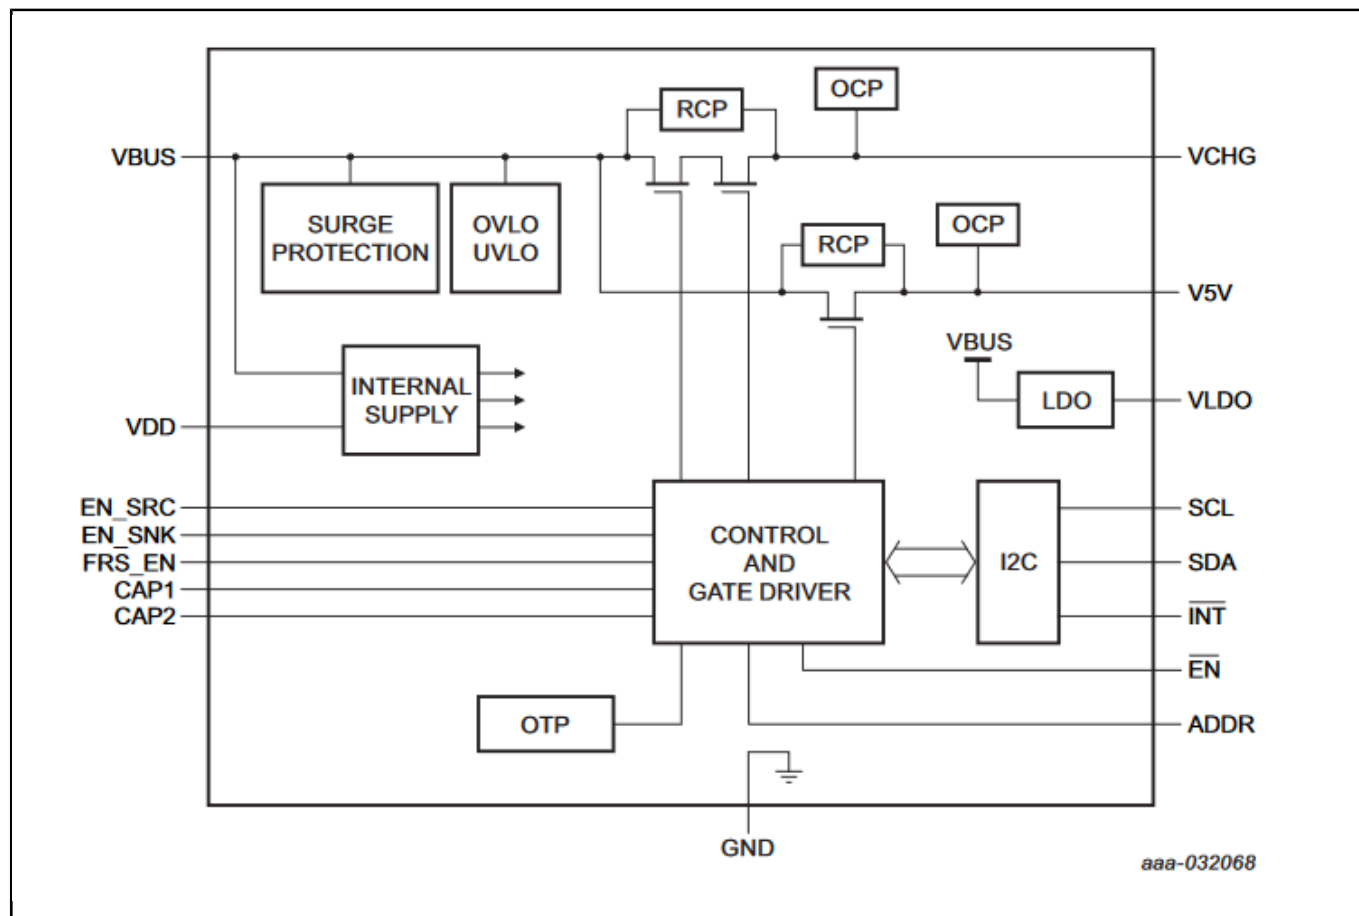 OCP
RCP
VBUS
VCHG
SURGE
PROTECTION
OVLO
UVLO
OCP
RCP
V5V
VBUS
INTERNAL
SUPPLY
LDO
VLDO
VDD
EN_SRC
EN_SNK
FRS_EN
CAP1
CAP2
CONTROL
AND
GATE DRIVER
I2C
SCL
SDA
INT
EN
OTP
ADDR
GND
aaa-032068